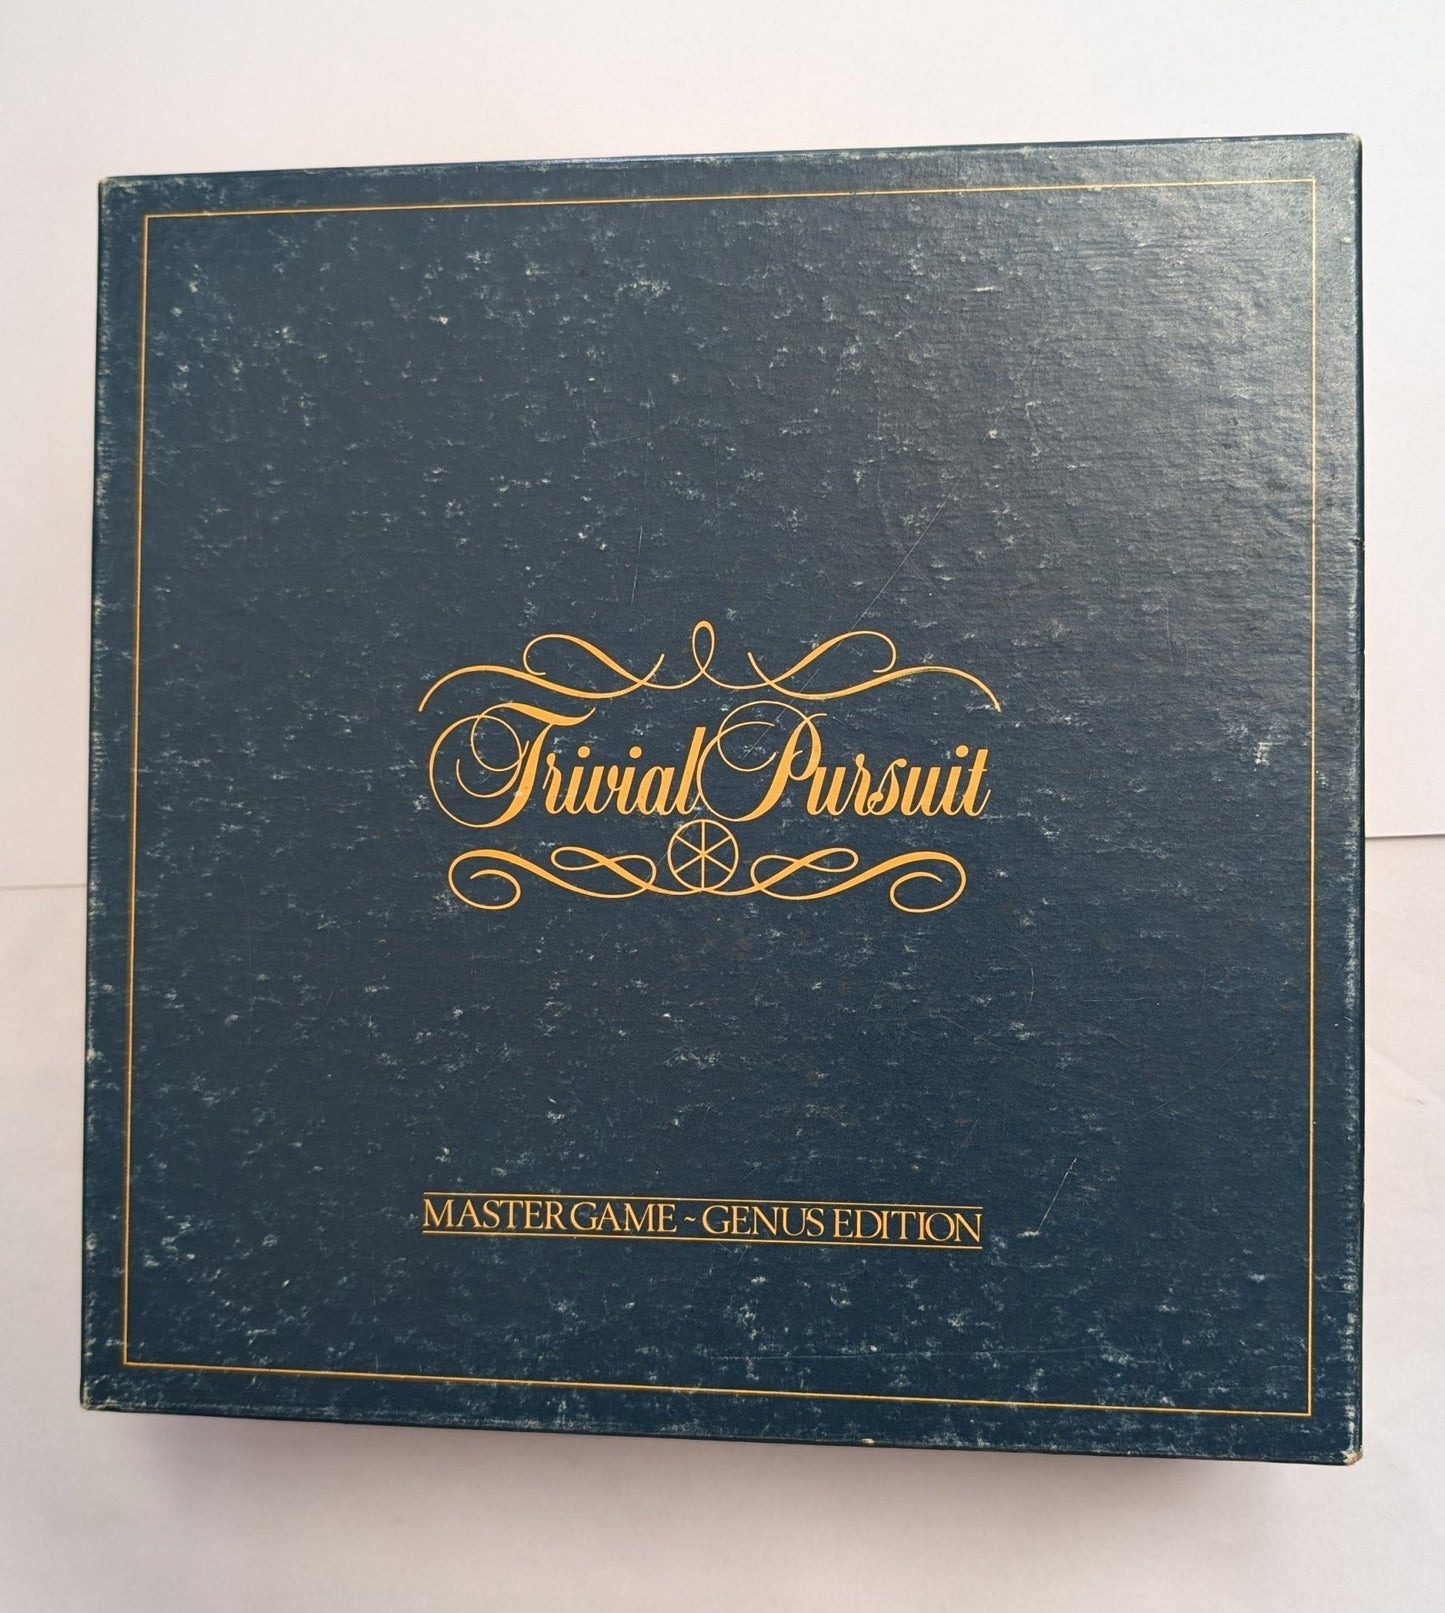 Trivial Pursuit
MASTER GAME ~ GENUS EDITION